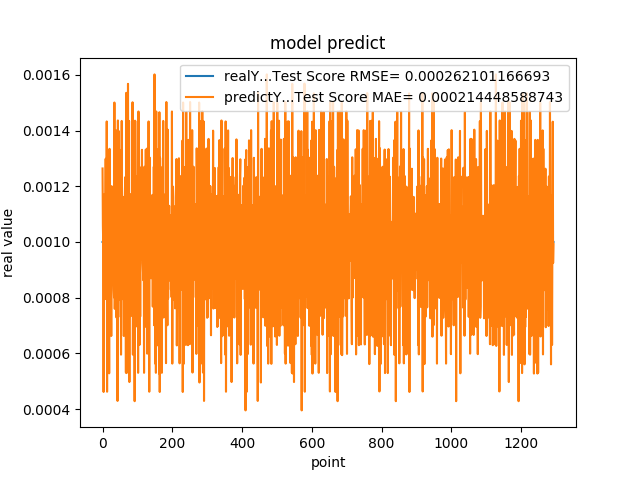 model predict
realY...Test Score RMSE= 0.000262101166693
predictY...Test Score MAE= 0.000214448588743
0.0016
0.0014
0.0012
0.0010
0.0008
0.0006
0.0004
real value
0 200 400 600 800 1000 1200
point